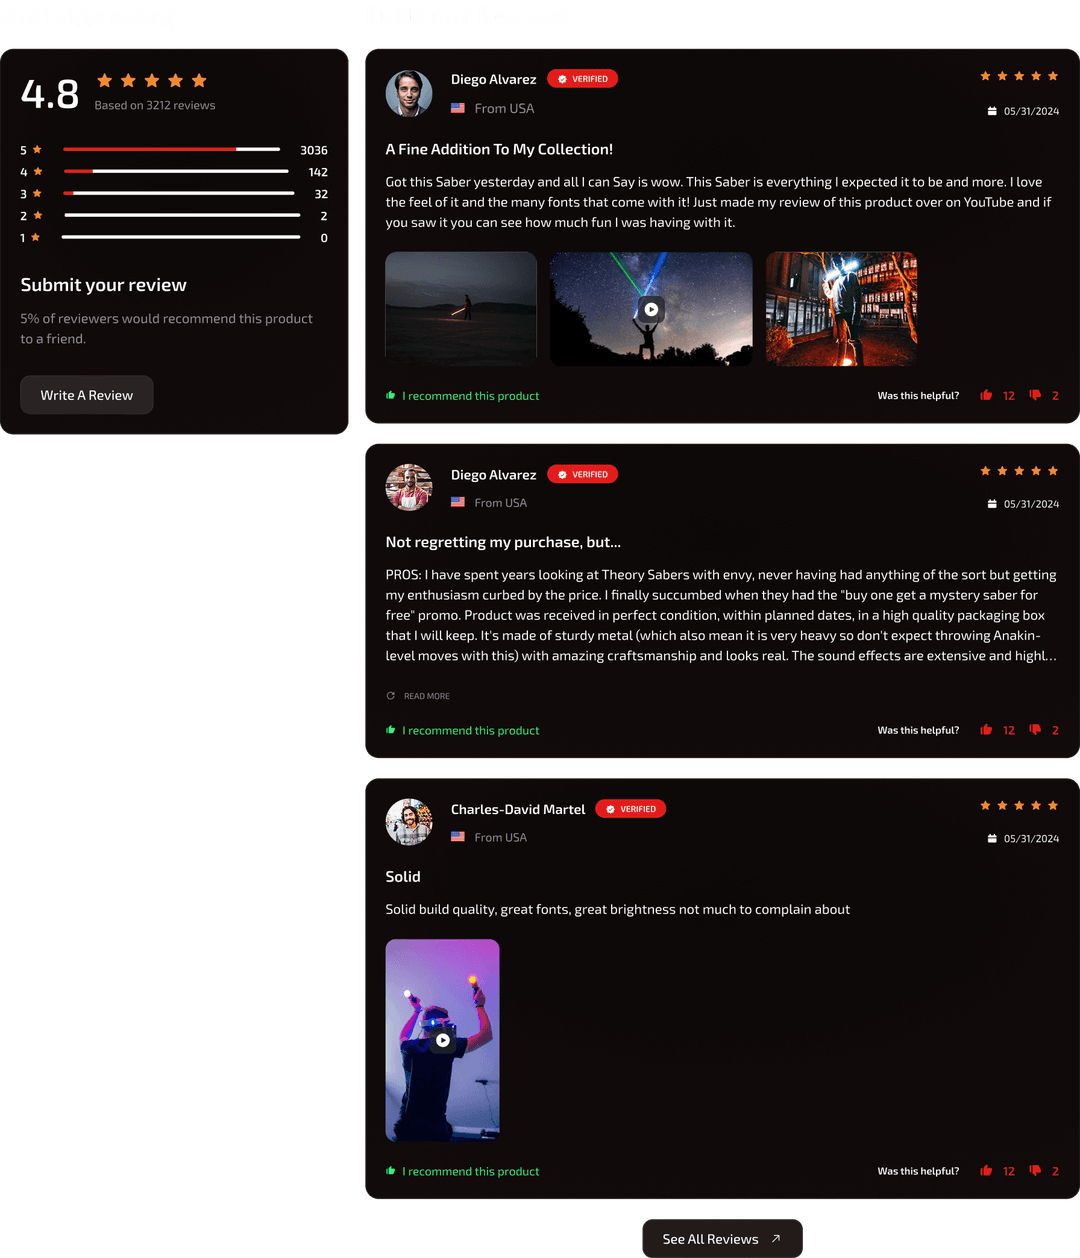 4.8
Based on 3212 reviews
5 3036
4 142
3 32
2 2
1 0
Submit your review
5% of reviewers would recommend this product
to a friend.
Write A Review
Diego Alvarez VERIFIED
From USA
05/31/2024
A Fine Addition To My Collection!
Got this Saber yesterday and all I can Say is wow. This Saber is everything I expected it to be and more. I love
the feel of it and the many fonts that come with it! Just made my review of this product over on YouTube and if
you saw it you can see how much fun I was having with it.
I recommend this product
Was this helpful? 12 2
Diego Alvarez VERIFIED
From USA
05/31/2024
Not regretting my purchase, but...
PROS: I have spent years looking at Theory Sabers with envy, never having had anything of the sort but getting
my enthusiasm curbed by the price. I finally succumbed when they had the "buy one get a mystery saber for
free" promo. Product was received in perfect condition, within planned dates, in a high quality packaging box
that I will keep. It's made of sturdy metal (which also mean it is very heavy so don't expect throwing Anakin-
level moves with this) with amazing craftsmanship and looks real. The sound effects are extensive and highl...
READ MORE
I recommend this product
Was this helpful? 12 2
Charles-David Martel VERIFIED
From USA
05/31/2024
Solid
Solid build quality, great fonts, great brightness not much to complain about
I recommend this product
Was this helpful? 12 2
See All Reviews